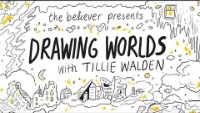 the believer presents
DRAWING WORLDS
with TILLIE WALDEN